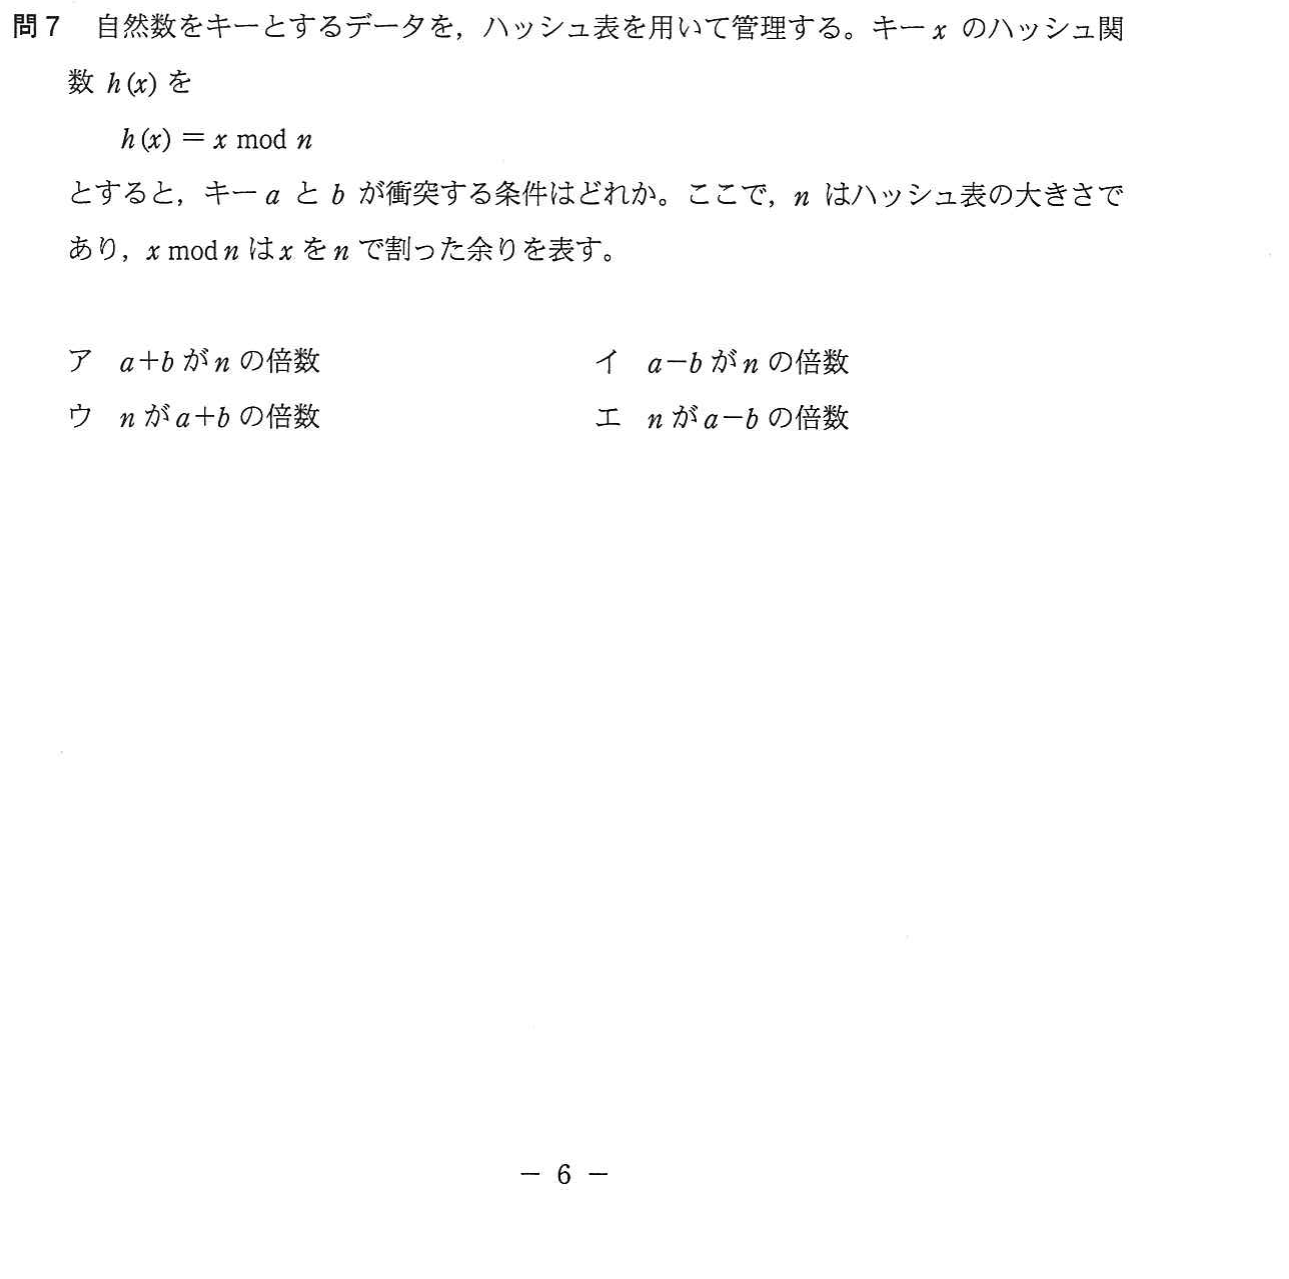 問7 自然数をキーとするデータを，ハッシュ表を用いて管理する。キー x のハッシュ関
数 h(x) を
h(x) = x mod n
とすると，キー a と b が衝突する条件はどれか。ここで，n はハッシュ表の大きさで
あり，x mod n は x を n で割った余りを表す。
ア a+b が n の倍数 イ a－b が n の倍数
ウ n が a+b の倍数 エ n が a－b の倍数
－ 6 －